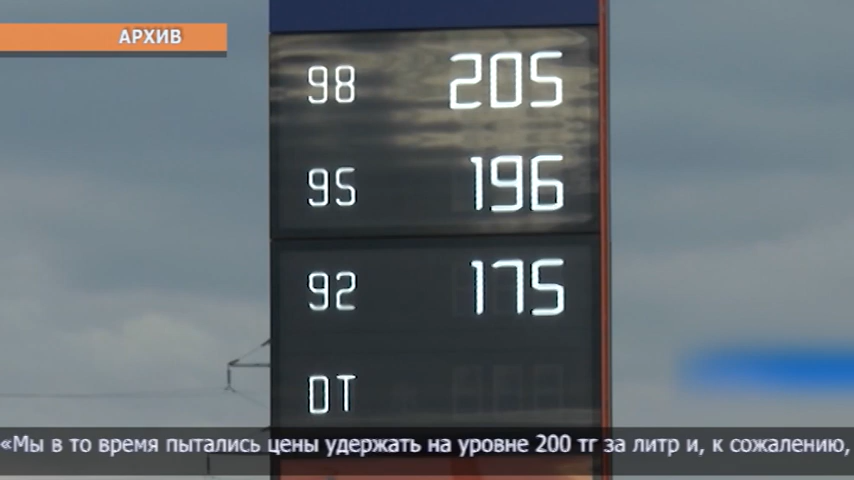 АРХИВ
98 205
95 196
92 175
DT
«Мы в то время пытались цены удержать на уровне 200 тг за литр и, к сожалению,